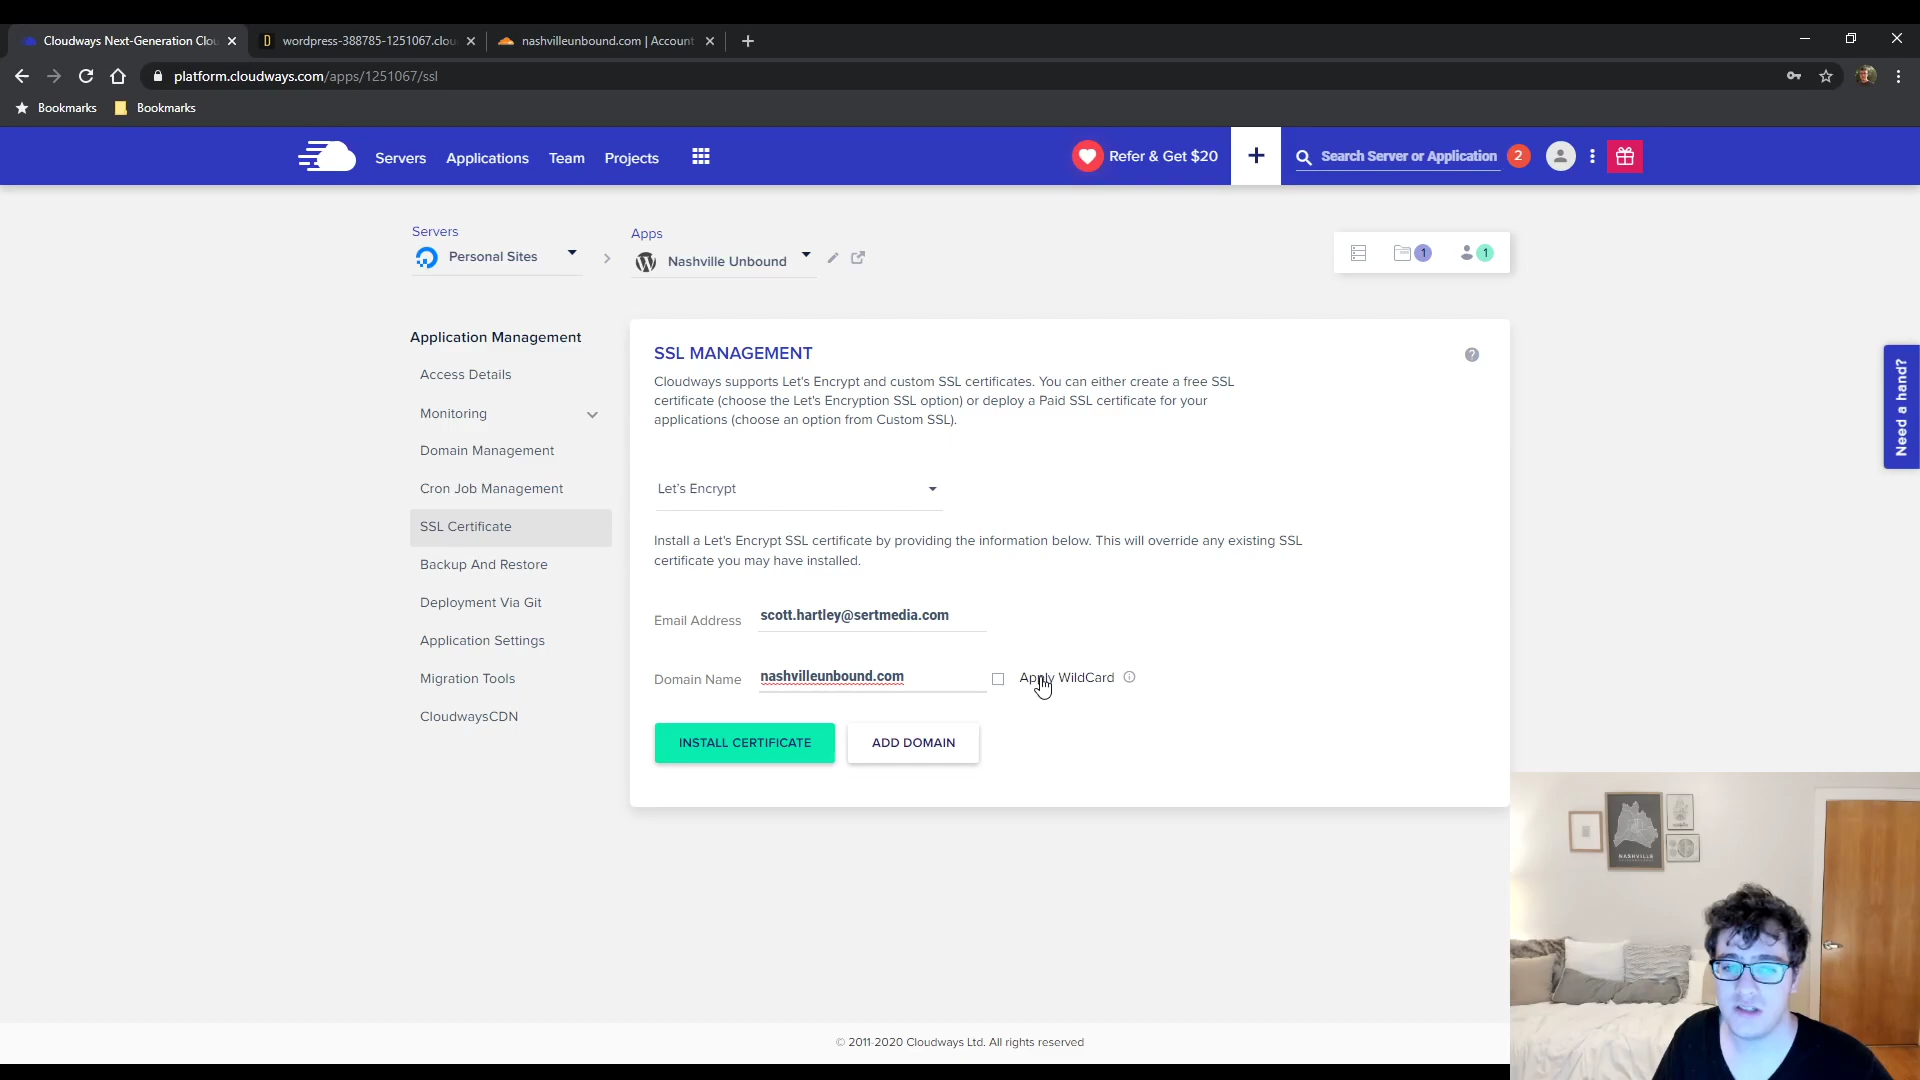 Cloudways Next-Generation Clou
wordpress-388785-1251067.clou
nashvilleunbound.com | Account
platform.cloudways.com/apps/1251067/ssl
Bookmarks
Bookmarks
Servers
Applications
Team
Projects
Refer & Get $20
Search Server or Application
2
Servers
Personal Sites
Apps
Nashville Unbound
1
1
Application Management
Access Details
Monitoring
Domain Management
Cron Job Management
SSL Certificate
Backup And Restore
Deployment Via Git
Application Settings
Migration Tools
CloudwaysCDN
SSL MANAGEMENT
Cloudways supports Let's Encrypt and custom SSL certificates. You can either create a free SSL
certificate (choose the Let's Encryption SSL option) or deploy a Paid SSL certificate for your
applications (choose an option from Custom SSL).
Let's Encrypt
Install a Let's Encrypt SSL certificate by providing the information below. This will override any existing SSL
certificate you may have installed.
Email Address
scott.hartley@sertmedia.com
Domain Name
nashvilleunbound.com
Apply WildCard
INSTALL CERTIFICATE
ADD DOMAIN
Need a hand?
NASHVILLE
© 2011-2020 Cloudways Ltd. All rights reserved